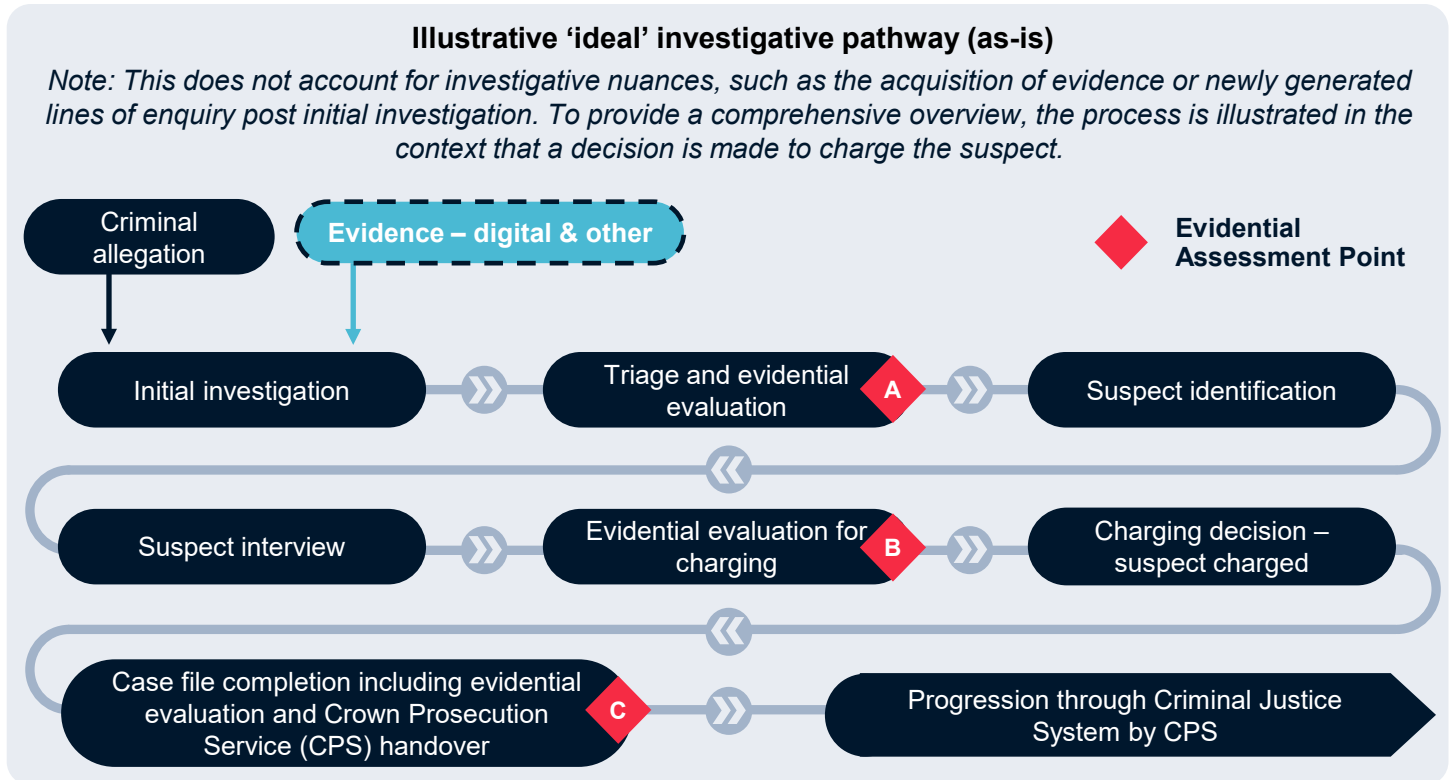 Illustrative ‘ideal’ investigative pathway (as-is)
Note: This does not account for investigative nuances, such as the acquisition of evidence or newly generated
lines of enquiry post initial investigation. To provide a comprehensive overview, the process is illustrated in the
context that a decision is made to charge the suspect.
Criminal
allegation
Evidence – digital & other
Evidential
Assessment Point
Initial investigation
Triage and evidential
evaluation
A
Suspect identification
Suspect interview
Evidential evaluation for
charging
B
Charging decision –
suspect charged
Case file completion including evidential
evaluation and Crown Prosecution
Service (CPS) handover
C
Progression through Criminal Justice
System by CPS